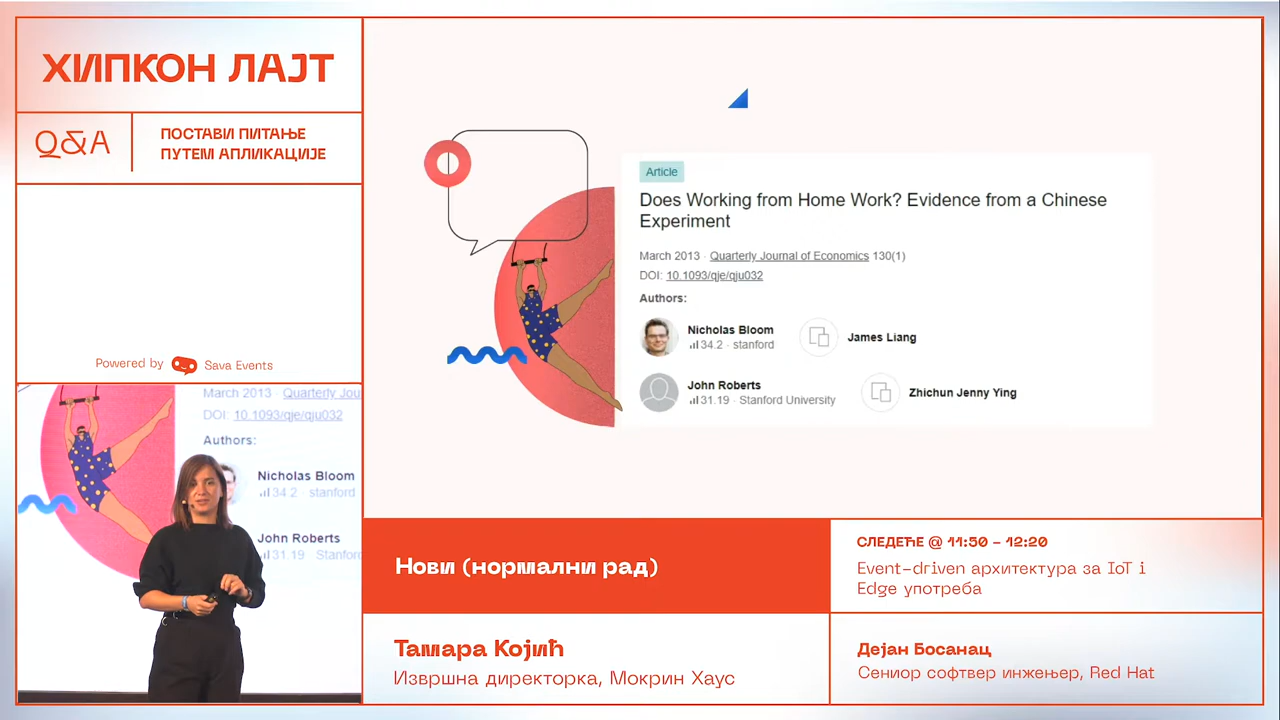 ХИПКОН ЛАЈТ
Q&A
ПОСТАВИ ПИТАЊЕ
ПУТЕМ АПЛИКАЦИЈЕ
Powered by Sava Events
Article
Does Working from Home Work? Evidence from a Chinese
Experiment
March 2013 · Quarterly Journal of Economics 130(1)
DOI: 10.1093/qje/qju032
Authors:
Nicholas Bloom
34.2 · stanford
James Liang
John Roberts
31.19 · Stanford University
Zhichun Jenny Ying
March 2013 · Quarterly Jou
DOI: 10.1093/qje/qju032
Authors:
Nicholas Bloom
34.2 · stanford
John Roberts
31.19 · Stanford
Нови (нормални рад)
Тамара Којић
Извршна директорка, Мокрин Хаус
СЛЕДЕЋЕ @ 11:50 – 12:20
Event-driven архитектура за IoT i
Edge употреба
Дејан Босанац
Сениор софтвер инжењер, Red Hat